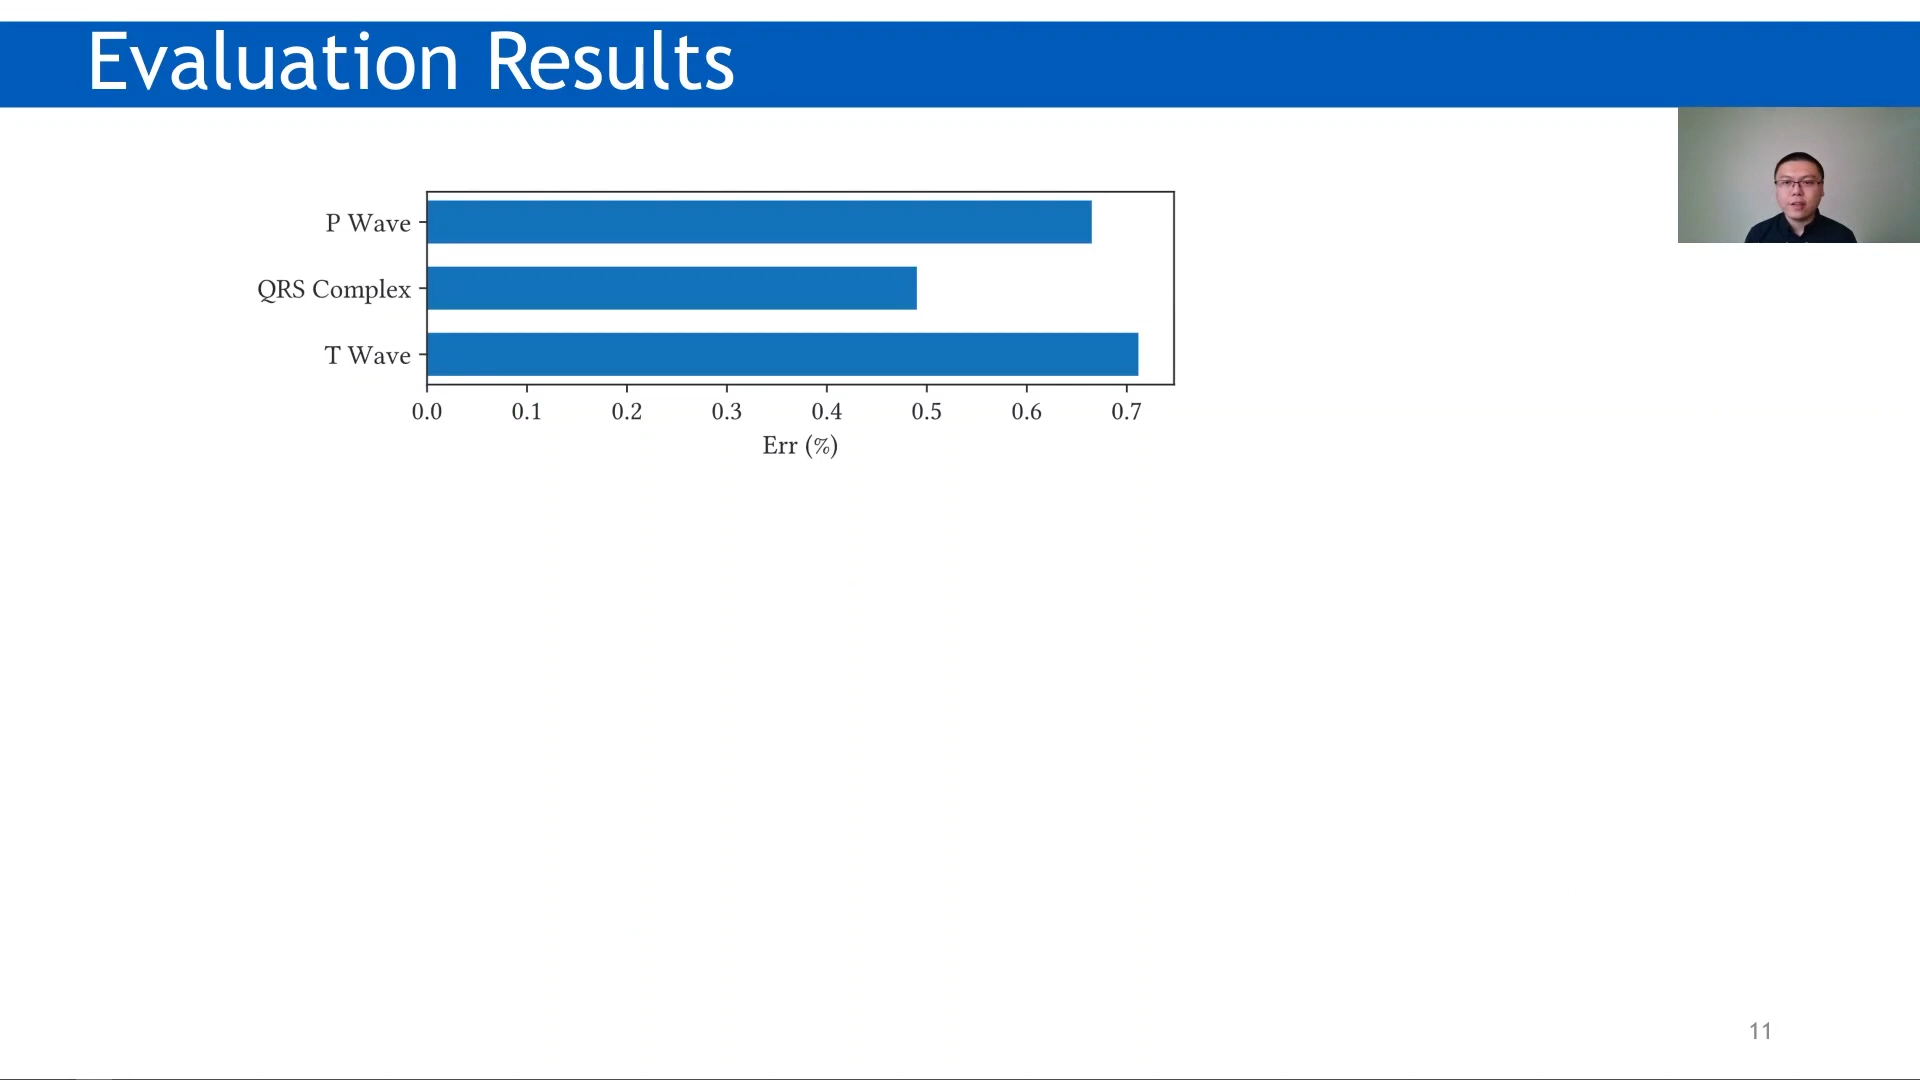 Evaluation Results
P Wave
QRS Complex
T Wave
0.0 0.1 0.2 0.3 0.4 0.5 0.6 0.7
Err (%)
11